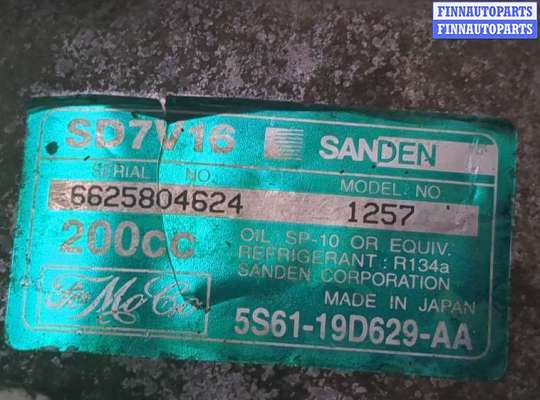 FINNAUTOPARTS
FINNAUTOPARTS
SD7V16 SANDEN
SERIAL NO. MODEL NO
6625804624 1257
200cc OIL SP-10 OR EQUIV.
REFRIGERANT : R134a
SANDEN CORPORATION
FoMoCo MADE IN JAPAN
5S61-19D629-AA